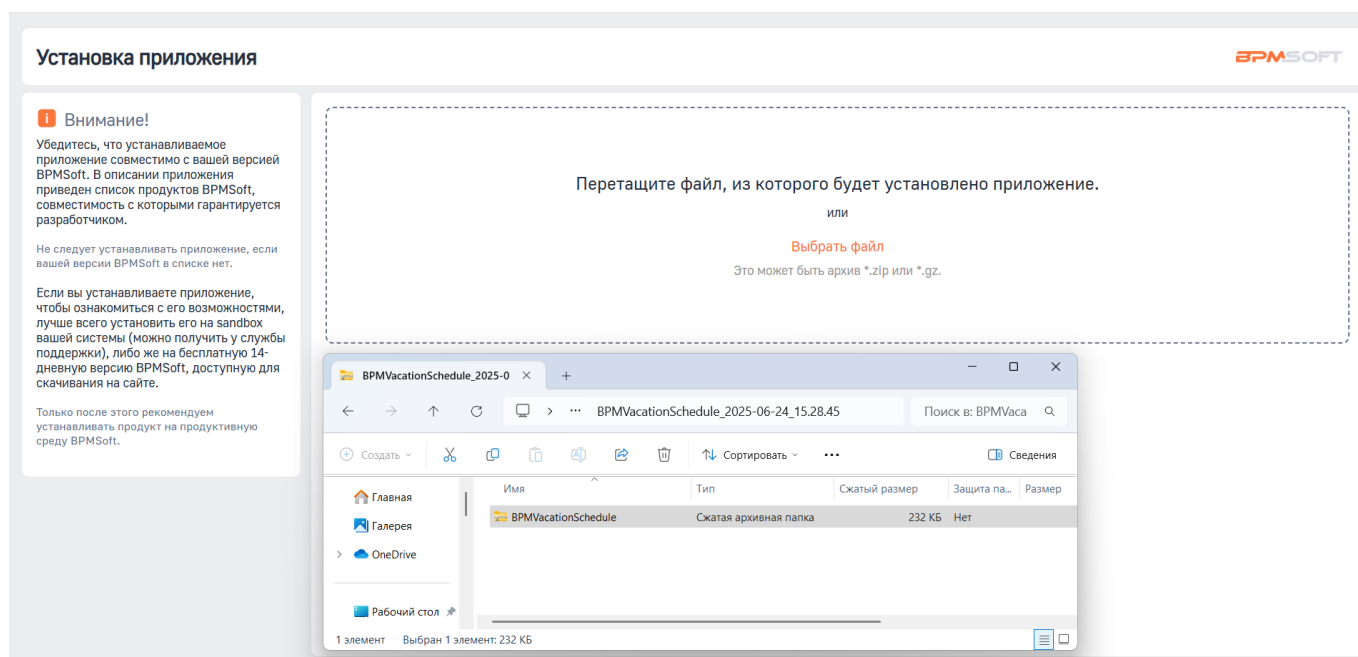 Установка приложения
BPMSOFT
Внимание!
Убедитесь, что устанавливаемое
приложение совместимо с вашей версией
BPMSoft. В описании приложения
приведен список продуктов BPMSoft,
совместимость с которыми гарантируется
разработчиком.
Не следует устанавливать приложение, если
вашей версии BPMSoft в списке нет.
Если вы устанавливаете приложение,
чтобы ознакомиться с его возможностями,
лучше всего установить его на sandbox
вашей системы (можно получить у службы
поддержки), либо же на бесплатную 14-
дневную версию BPMSoft, доступную для
скачивания на сайте.
Только после этого рекомендуем
устанавливать продукт на продуктивную
среду BPMSoft.
Перетащите файл, из которого будет установлено приложение.
или
Выбрать файл
Это может быть архив *.zip или *.gz.
BPMVacationSchedule_2025-0
BPMVacationSchedule_2025-06-24_15.28.45
Поиск в: BPMVaca
Создать
Сортировать
Сведения
Имя Тип Сжатый размер Защита па... Размер
BPMVacationSchedule Сжатая архивная папка 232 КБ Нет
Главная
Галерея
OneDrive
Рабочий стол
1 элемент Выбран 1 элемент: 232 КБ